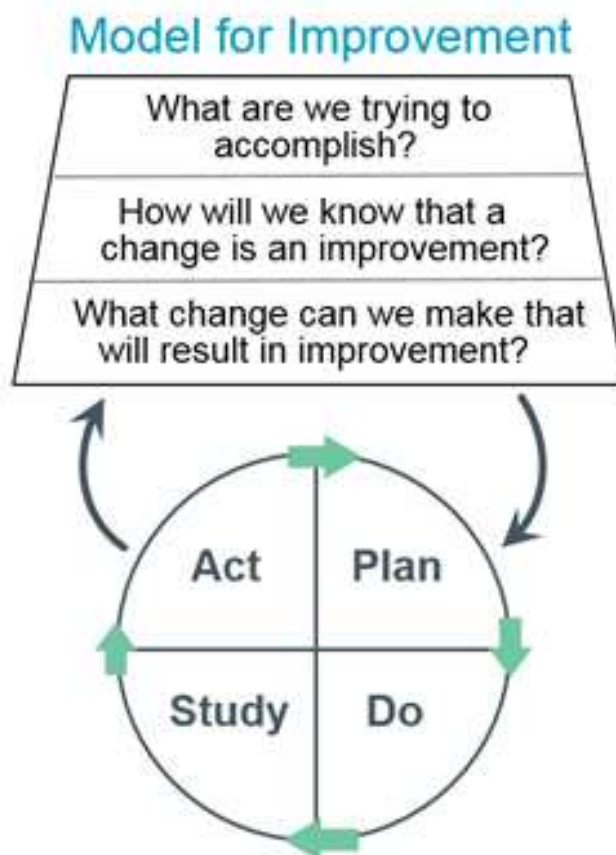 Model for Improvement
What are we trying to
accomplish?
How will we know that a
change is an improvement?
What change can we make that
will result in improvement?
Act
Plan
Study
Do